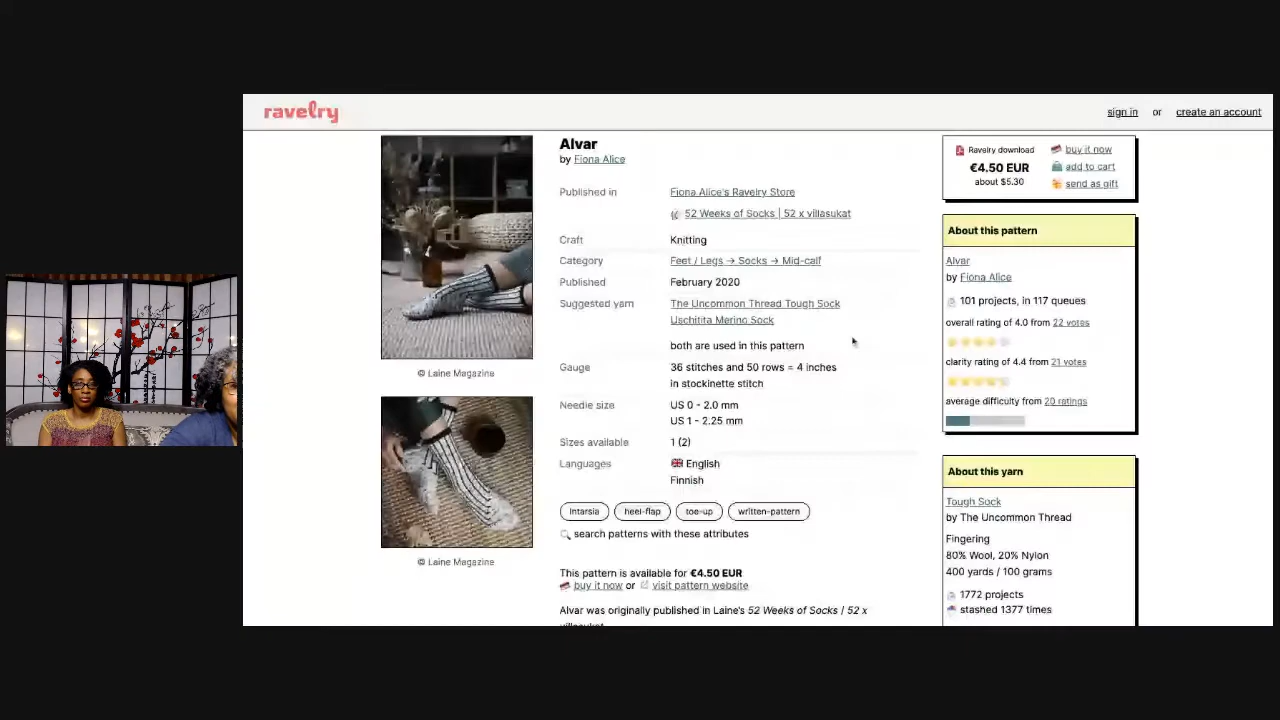 ravelry
sign in or create an account
Alvar
by Fiona Alice
Published in Fiona Alice's Ravelry Store
52 Weeks of Socks | 52 x villasukat
Craft Knitting
Category Feet / Legs → Socks → Mid-calf
Published February 2020
Suggested yarn The Uncommon Thread Tough Sock
Uschitita Merino Sock
both are used in this pattern
Gauge 36 stitches and 50 rows = 4 inches
in stockinette stitch
Needle size US 0 - 2.0 mm
US 1 - 2.25 mm
Sizes available 1 (2)
Languages English
Finnish
intarsia heel-flap toe-up written-pattern
search patterns with these attributes
This pattern is available for €4.50 EUR
buy it now or visit pattern website
Alvar was originally published in Laine's 52 Weeks of Socks / 52 x
villasukat
© Laine Magazine
© Laine Magazine
Ravelry download
€4.50 EUR
about $5.30
buy it now
add to cart
send as gift
About this pattern
Alvar
by Fiona Alice
101 projects, in 117 queues
overall rating of 4.0 from 22 votes
clarity rating of 4.4 from 21 votes
average difficulty from 20 ratings
About this yarn
Tough Sock
by The Uncommon Thread
Fingering
80% Wool, 20% Nylon
400 yards / 100 grams
1772 projects
stashed 1377 times